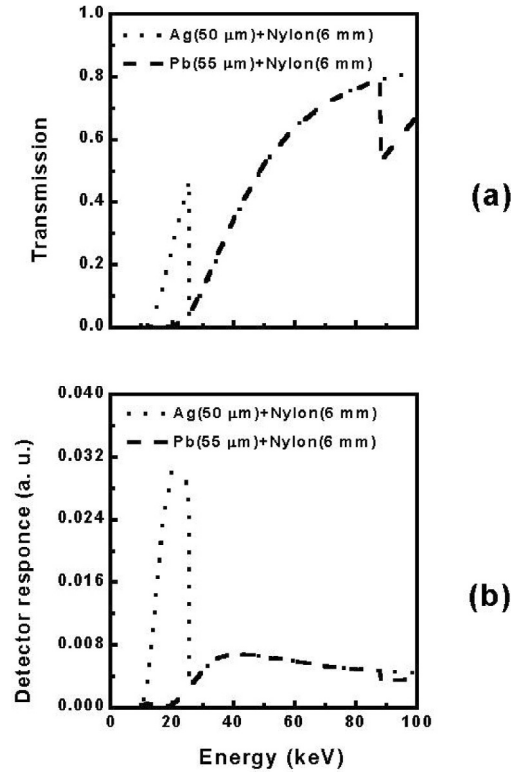 Ag(50 μm)+Nylon(6 mm)
Pb(55 μm)+Nylon(6 mm)
0.8
0.6
0.4
0.2
0.0
1.0
Transmission
(a)
0.040
Ag(50 μm)+Nylon(6 mm)
Pb(55 μm)+Nylon(6 mm)
0.032
0.024
0.016
0.008
0.000
Detector responce (a. u.)
(b)
0 20 40 60 80 100
Energy (keV)